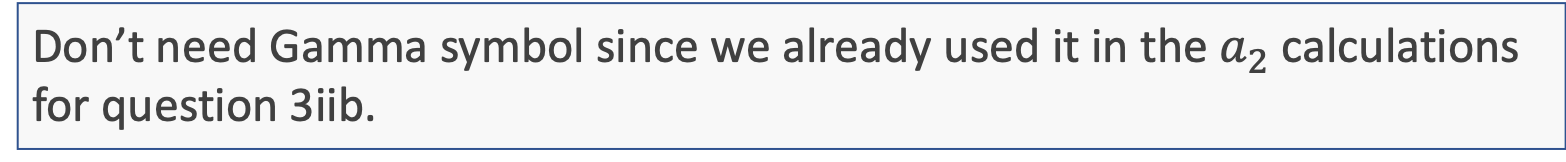 Don’t need Gamma symbol since we already used it in the a₂ calculations
for question 3iib.